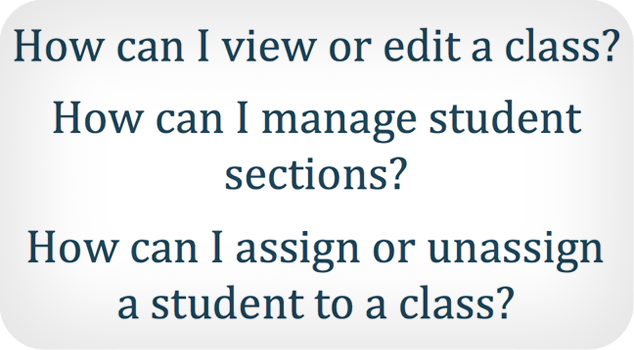 How can I view or edit a class?
How can I manage student
sections?
How can I assign or unassign
a student to a class?